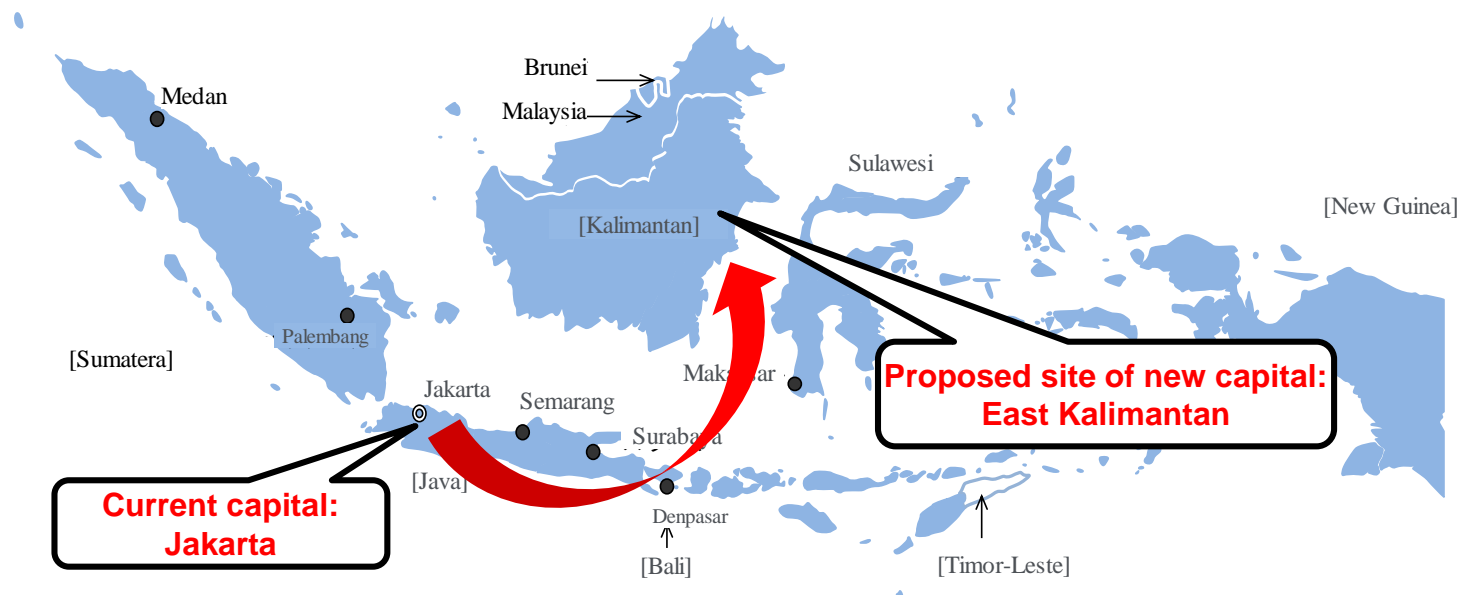 Brunei
Medan
Malaysia
Sulawesi
[New Guinea]
[Kalimantan]
Palembang
[Sumatera]
Jakarta
Semarang
Surabaya
Proposed site of new capital:
East Kalimantan
[Java]
Current capital:
Jakarta
Denpasar
[Bali]
[Timor-Leste]